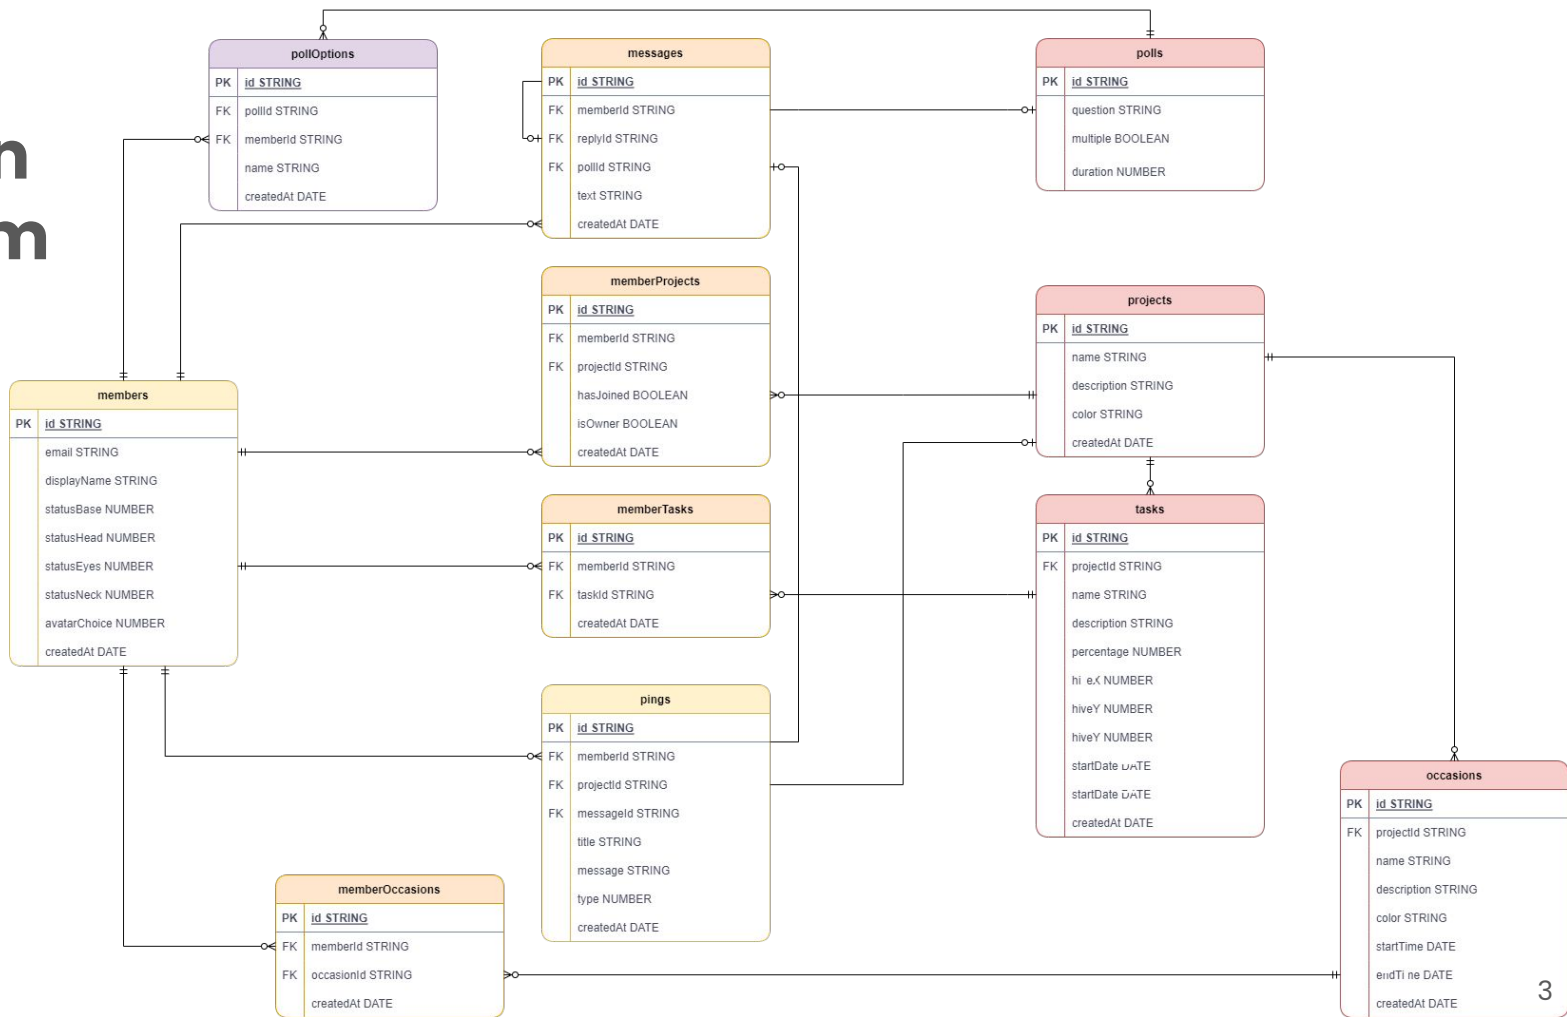 n
m
pollOptions
PK id STRING
FK pollId STRING
FK memberId STRING
name STRING
createdAt DATE
messages
PK id STRING
FK memberId STRING
FK replyId STRING
FK pollId STRING
text STRING
createdAt DATE
polls
PK id STRING
question STRING
multiple BOOLEAN
duration NUMBER
memberProjects
PK id STRING
FK memberId STRING
FK projectId STRING
hasJoined BOOLEAN
isOwner BOOLEAN
createdAt DATE
projects
PK id STRING
name STRING
description STRING
color STRING
createdAt DATE
members
PK id STRING
email STRING
displayName STRING
statusBase NUMBER
statusHead NUMBER
statusEyes NUMBER
statusNeck NUMBER
avatarChoice NUMBER
createdAt DATE
memberTasks
PK id STRING
FK memberId STRING
FK taskId STRING
createdAt DATE
tasks
PK id STRING
FK projectId STRING
name STRING
description STRING
percentage NUMBER
NUMBER
hiveY NUMBER
hiveY NUMBER
startDate DATE
startDate DATE
createdAt DATE
pings
PK id STRING
FK memberId STRING
FK projectId STRING
FK messageId STRING
title STRING
message STRING
type NUMBER
createdAt DATE
memberOccasions
PK id STRING
FK memberId STRING
FK occasionId STRING
createdAt DATE
occasions
PK id STRING
FK projectId STRING
name STRING
description STRING
color STRING
startTime DATE
endTime DATE
createdAt DATE
3